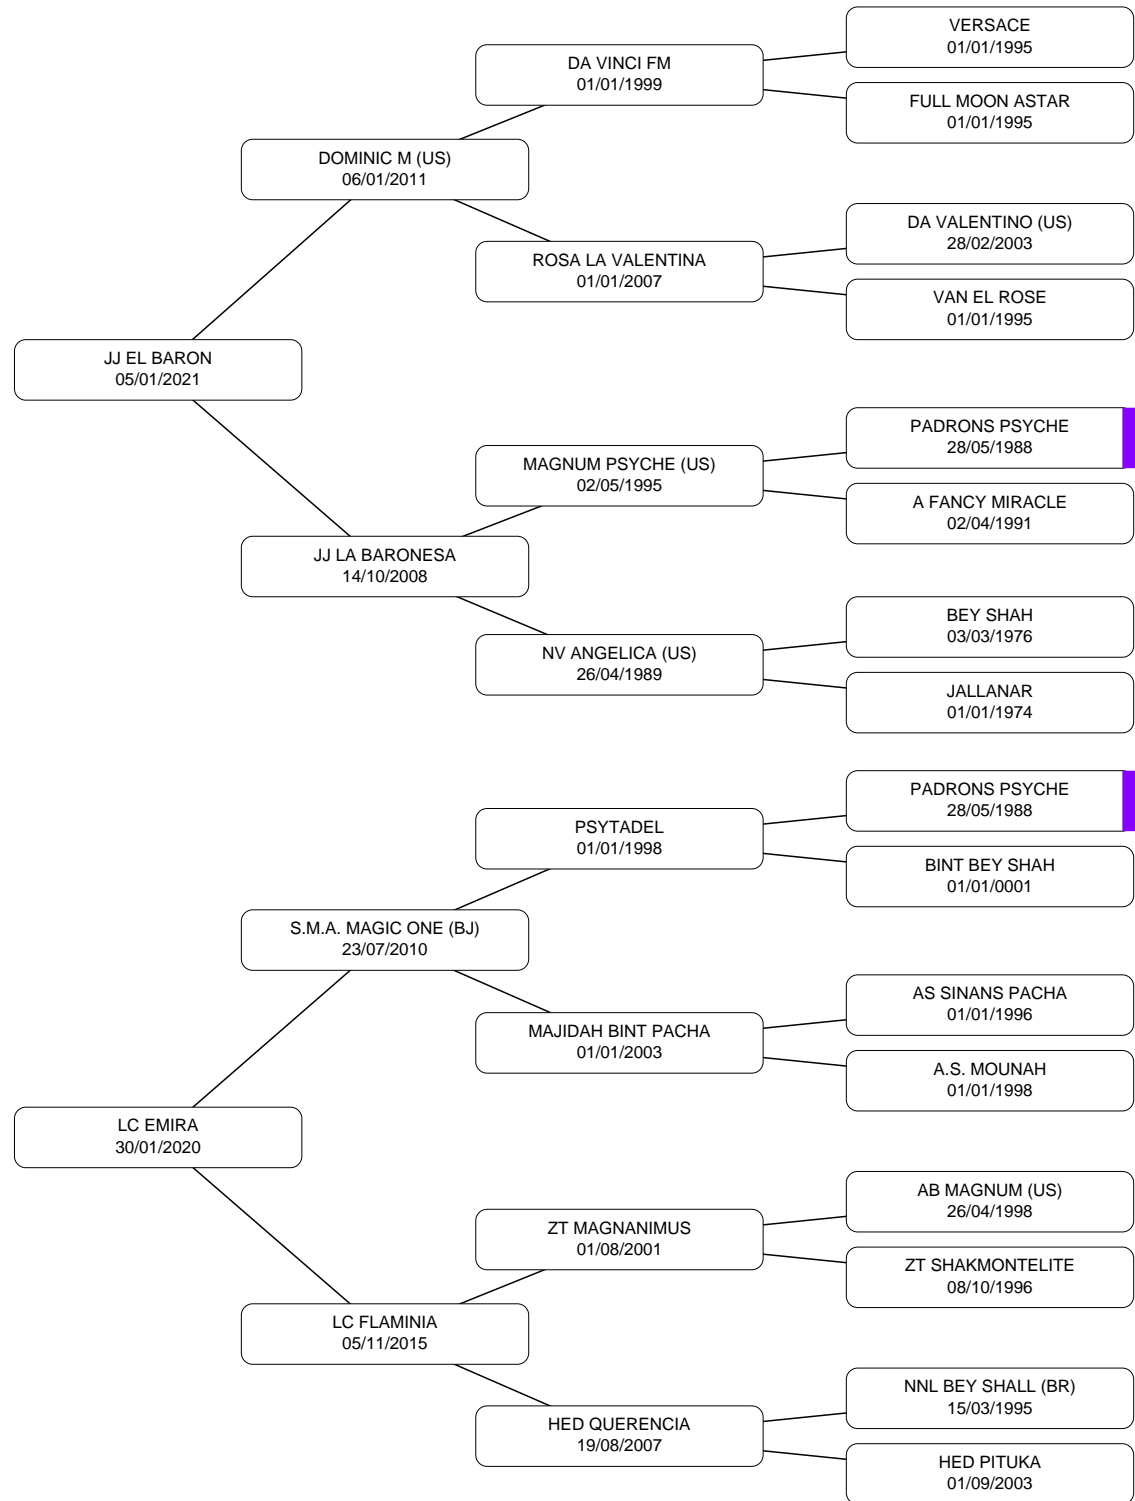 VERSACE
01/01/1995
DA VINCI FM
01/01/1999
FULL MOON ASTAR
01/01/1995
DOMINIC M (US)
06/01/2011
DA VALENTINO (US)
28/02/2003
ROSA LA VALENTINA
01/01/2007
VAN EL ROSE
01/01/1995
JJ EL BARON
05/01/2021
PADRONS PSYCHE
28/05/1988
MAGNUM PSYCHE (US)
02/05/1995
A FANCY MIRACLE
02/04/1991
JJ LA BARONESA
14/10/2008
BEY SHAH
03/03/1976
NV ANGELICA (US)
26/04/1989
JALLANAR
01/01/1974
PADRONS PSYCHE
28/05/1988
PSYTADEL
01/01/1998
BINT BEY SHAH
01/01/0001
S.M.A. MAGIC ONE (BJ)
23/07/2010
AS SINANS PACHA
01/01/1996
MAJIDAH BINT PACHA
01/01/2003
A.S. MOUNAH
01/01/1998
LC EMIRA
30/01/2020
AB MAGNUM (US)
26/04/1998
ZT MAGNANIMUS
01/08/2001
ZT SHAKMONTELITE
08/10/1996
LC FLAMINIA
05/11/2015
NNL BEY SHALL (BR)
15/03/1995
HED QUERENCIA
19/08/2007
HED PITUKA
01/09/2003